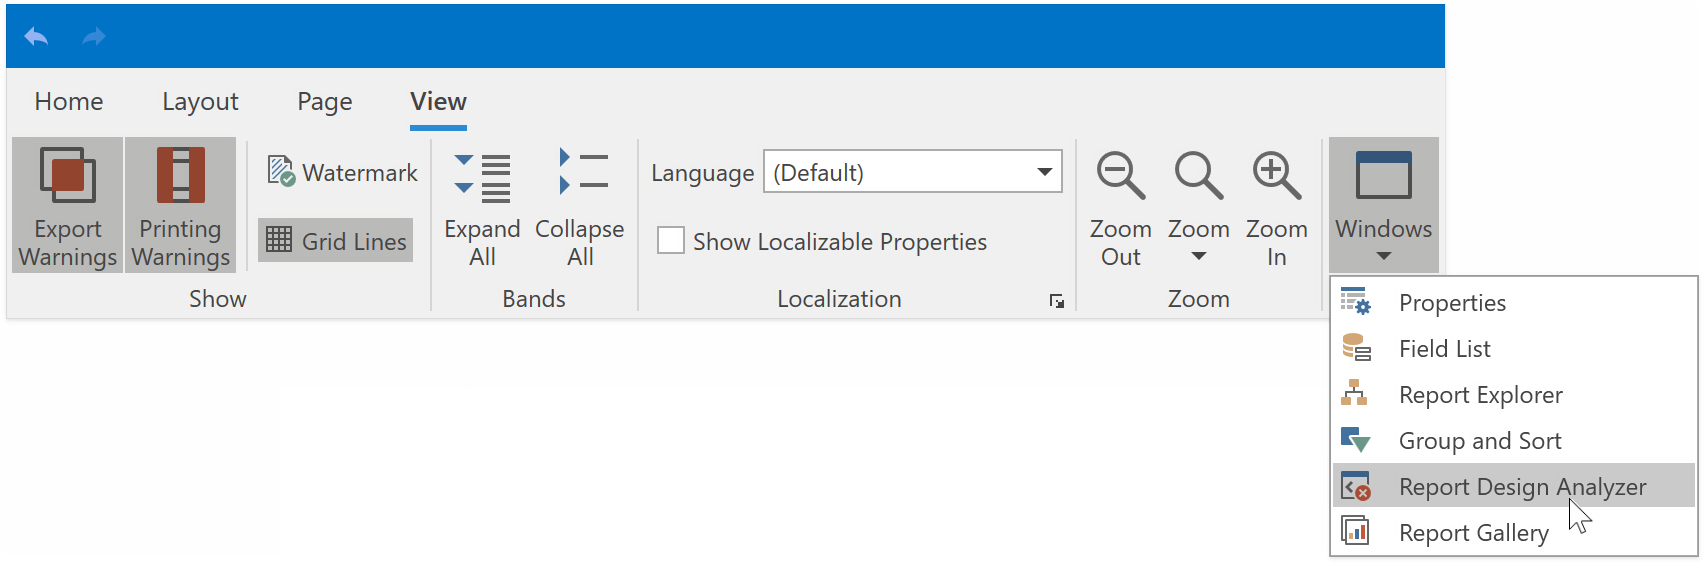 Home Layout Page View
Export Warnings
Printing Warnings
Watermark
Grid Lines
Show
Expand All
Collapse All
Bands
Language (Default)
Show Localizable Properties
Localization
Zoom Out
Zoom
Zoom In
Zoom
Windows
Properties
Field List
Report Explorer
Group and Sort
Report Design Analyzer
Report Gallery